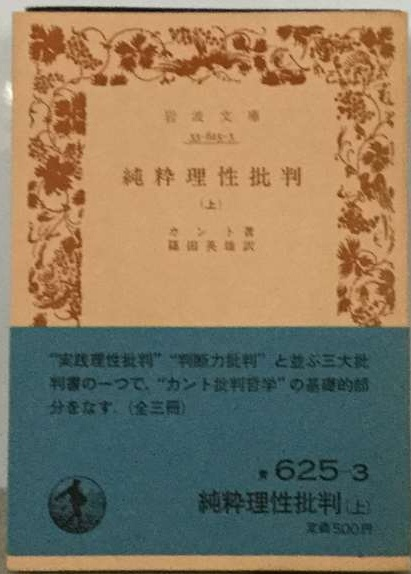 岩波文庫
33-625-3
純粋理性批判
(上)
カント著
篠田英雄訳
“実践理性批判”“判断力批判”と並ぶ三大批
判書の一つで、“カント批判哲学”の基礎的部
分をなす．(全三冊)
青 625-3
純粋理性批判(上)
定価500円